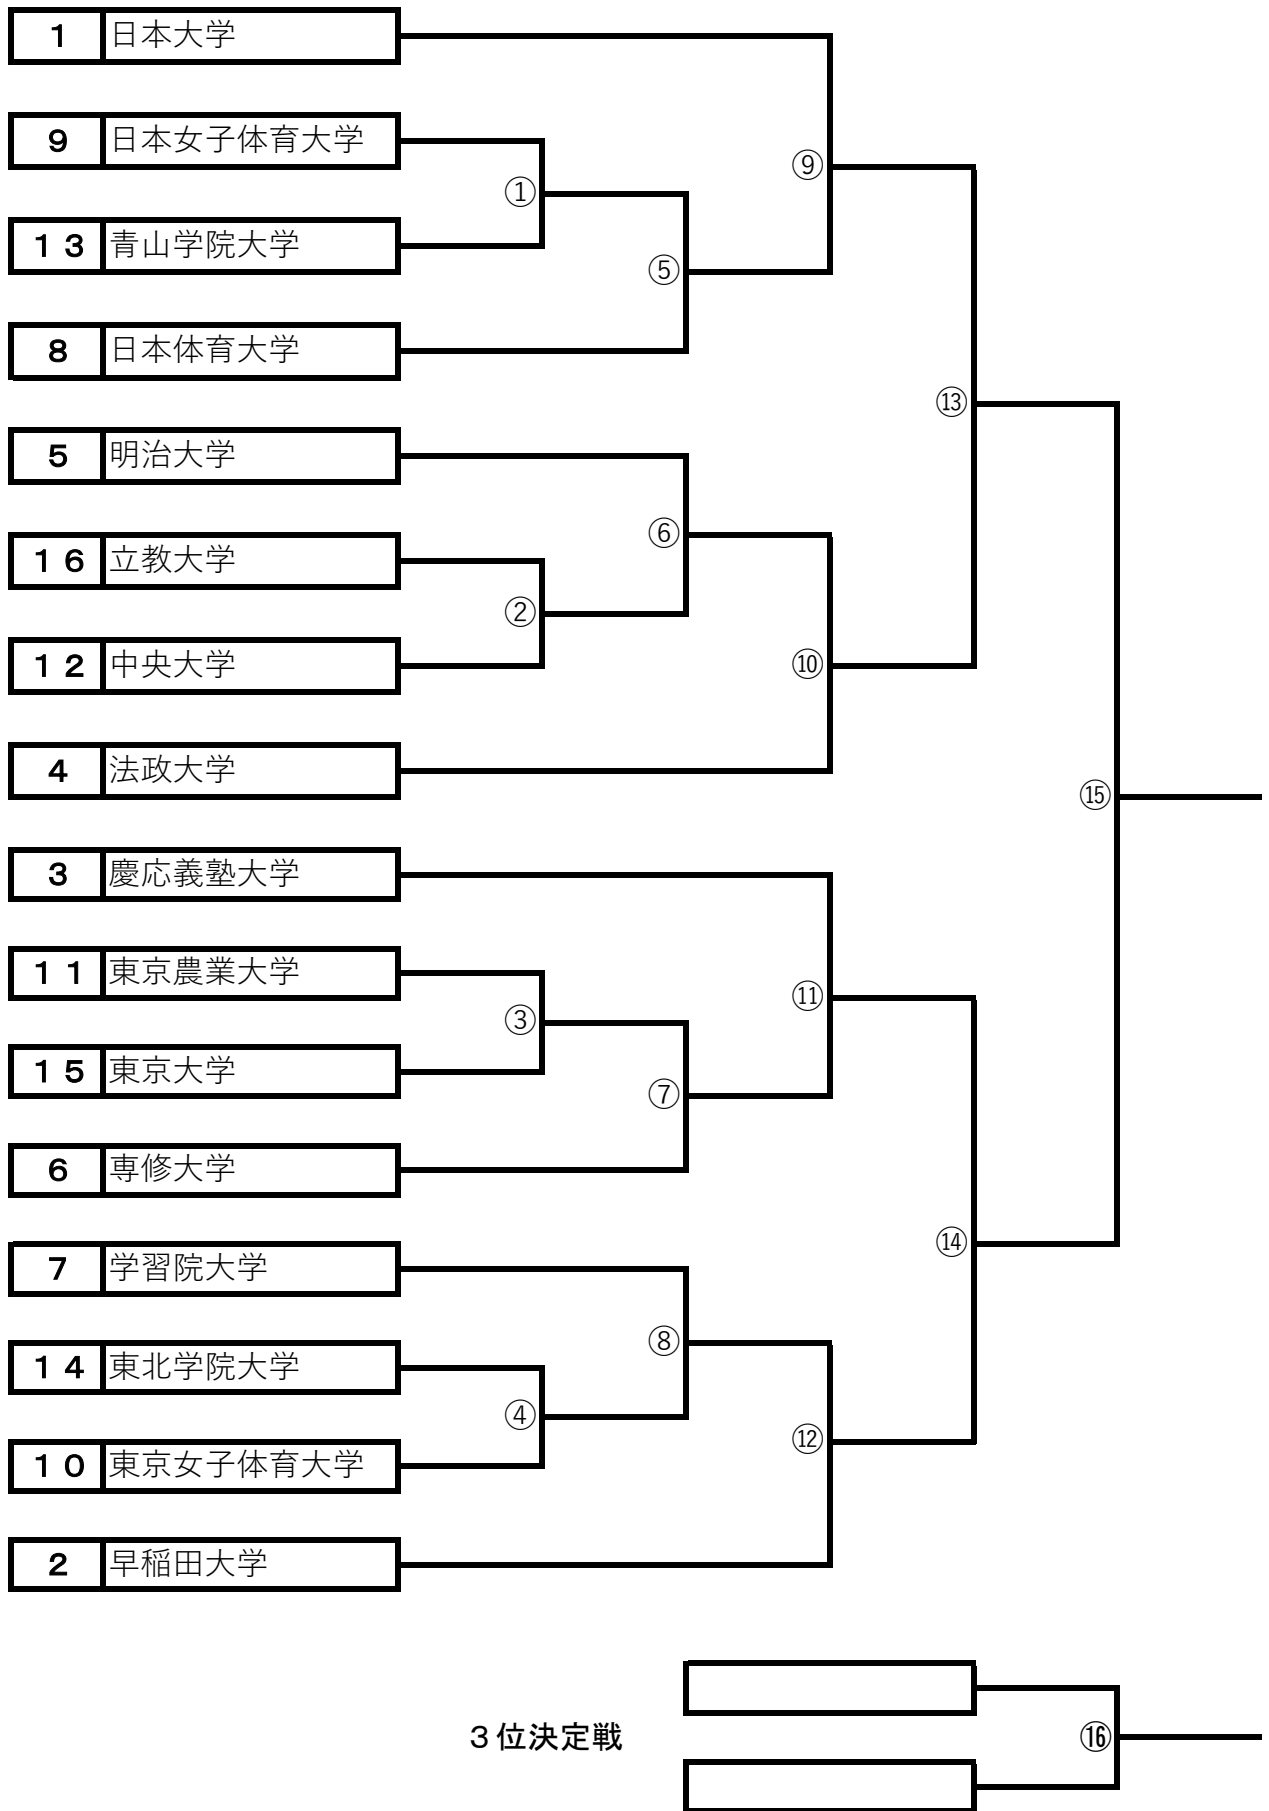 1 日本大学
9 日本女子体育大学
⑨
①
13 青山学院大学
⑤
8 日本体育大学
⑬
5 明治大学
⑥
16 立教大学
②
12 中央大学
⑩
4 法政大学
⑮
3 慶応義塾大学
11 東京農業大学
⑪
③
15 東京大学
⑦
6 専修大学
⑭
7 学習院大学
⑧
14 東北学院大学
④
⑫
10 東京女子体育大学
2 早稲田大学
3位決定戦 ⑯